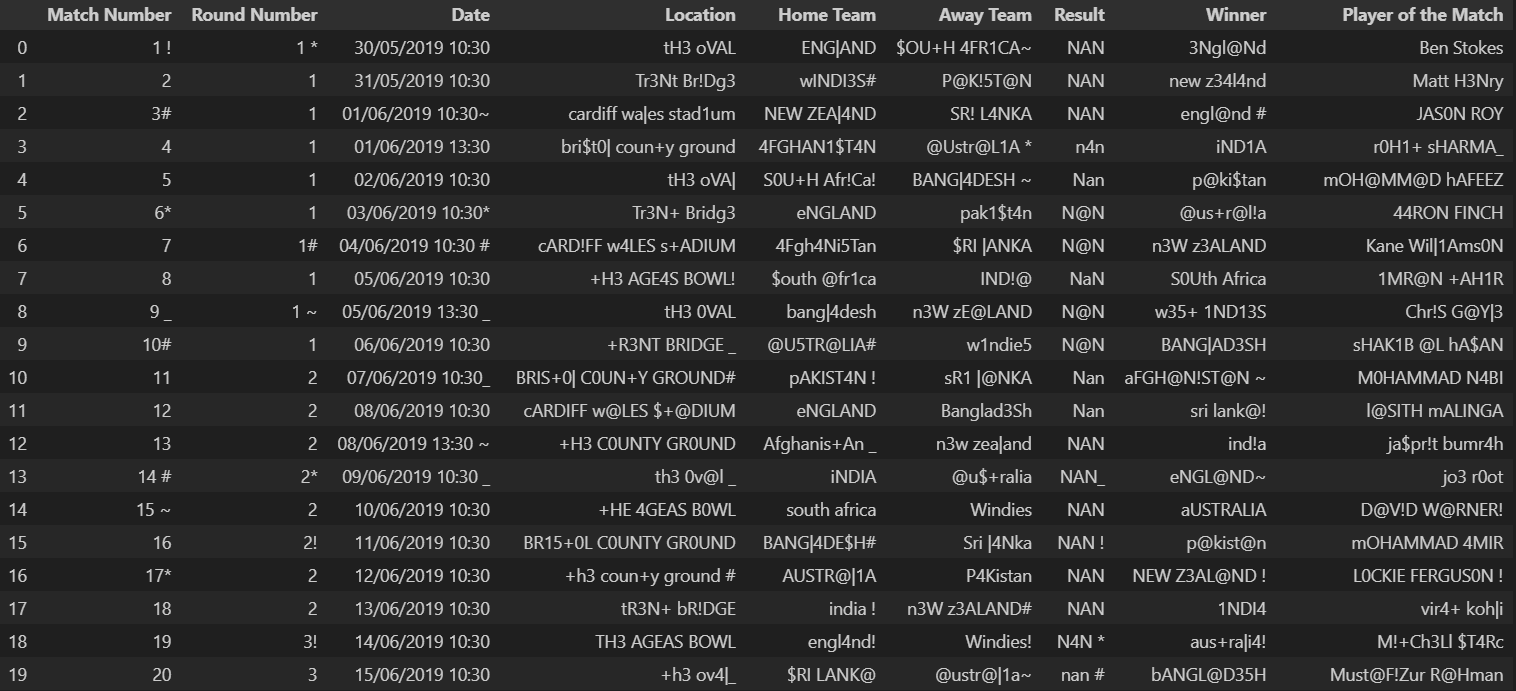 Match Number Round Number Date Location Home Team Away Team Result Winner Player of the Match
0 1 ! 1 * 30/05/2019 10:30 tH3 oVAL ENG|AND $OU+H 4FR1CA~ NAN 3Ngl@Nd Ben Stokes
1 2 1 31/05/2019 10:30 Tr3Nt Br!Dg3 wINDI3S# P@K!5T@N NAN new z34l4nd Matt H3Nry
2 3# 1 01/06/2019 10:30~ cardiff wa|es stad1um NEW ZEA|4ND SR! L4NKA NAN engl@nd # JAS0N ROY
3 4 1 01/06/2019 13:30 bri$t0| coun+y ground 4FGHAN1$T4N @Ustr@L1A * n4n iND1A r0H1+ sHARMA_
4 5 1 02/06/2019 10:30 tH3 oVA| S0U+H Afr!Ca! BANG|4DESH ~ Nan p@ki$tan mOH@MM@D hAFEEZ
5 6* 1 03/06/2019 10:30* Tr3N+ Bridg3 eNGLAND pak1$t4n N@N @us+r@l!a 44RON FINCH
6 7 1# 04/06/2019 10:30 # cARD!FF w4LES s+ADIUM 4Fgh4Ni5Tan $RI |ANKA N@N n3W z3ALAND Kane Wil|1Ams0N
7 8 1 05/06/2019 10:30 +H3 AGE4S BOWL! $outh @fr1ca IND!@ NaN S0Uth Africa 1MR@N +AH1R
8 9 _ 1 ~ 05/06/2019 13:30 _ tH3 0VAL bang|4desh n3W zE@LAND N@N w35+ 1ND13S Chr!S G@Y|3
9 10# 1 06/06/2019 10:30 +R3NT BRIDGE _ @U5TR@LIA# w1ndie5 N@N BANG|AD3SH sHAK1B @L hA$AN
10 11 2 07/06/2019 10:30_ BRIS+0| C0UN+Y GROUND# pAKIST4N ! sR1 |@NKA Nan aFGH@N!ST@N ~ M0HAMMAD N4BI
11 12 2 08/06/2019 10:30 cARDIFF w@LES $+@DIUM eNGLAND Banglad3Sh Nan sri lank@! l@SITH mALINGA
12 13 2 08/06/2019 13:30 ~ +H3 C0UNTY GR0UND Afghanis+An _ n3w zea|and NAN ind!a ja$pr!t bumr4h
13 14 # 2* 09/06/2019 10:30 _ th3 0v@l _ iNDIA @u$+ralia NAN_ eNGL@ND~ jo3 r0ot
14 15 ~ 2 10/06/2019 10:30 +HE 4GEAS B0WL south africa Windies NAN aUSTRALIA D@V!D W@RNER!
15 16 2! 11/06/2019 10:30 BR15+0L C0UNTY GR0UND BANG|4DE$H# Sri |4Nka NAN ! p@kist@n mOHAMMAD 4MIR
16 17* 2 12/06/2019 10:30 +h3 coun+y ground # AUSTR@|1A P4Kistan NAN NEW Z3AL@ND ! L0CKIE FERGUS0N !
17 18 2 13/06/2019 10:30 tR3N+ bR!DGE india ! n3W z3ALAND# NAN 1NDI4 vir4+ koh|i
18 19 3! 14/06/2019 10:30 TH3 AGEAS BOWL engl4nd! Windies! N4N * aus+ra|i4! M!+Ch3Ll $T4Rc
19 20 3 15/06/2019 10:30 +h3 ov4|_ $RI LANK@ @ustr@|1a~ nan # bANGL@D35H Must@F!Zur R@Hman